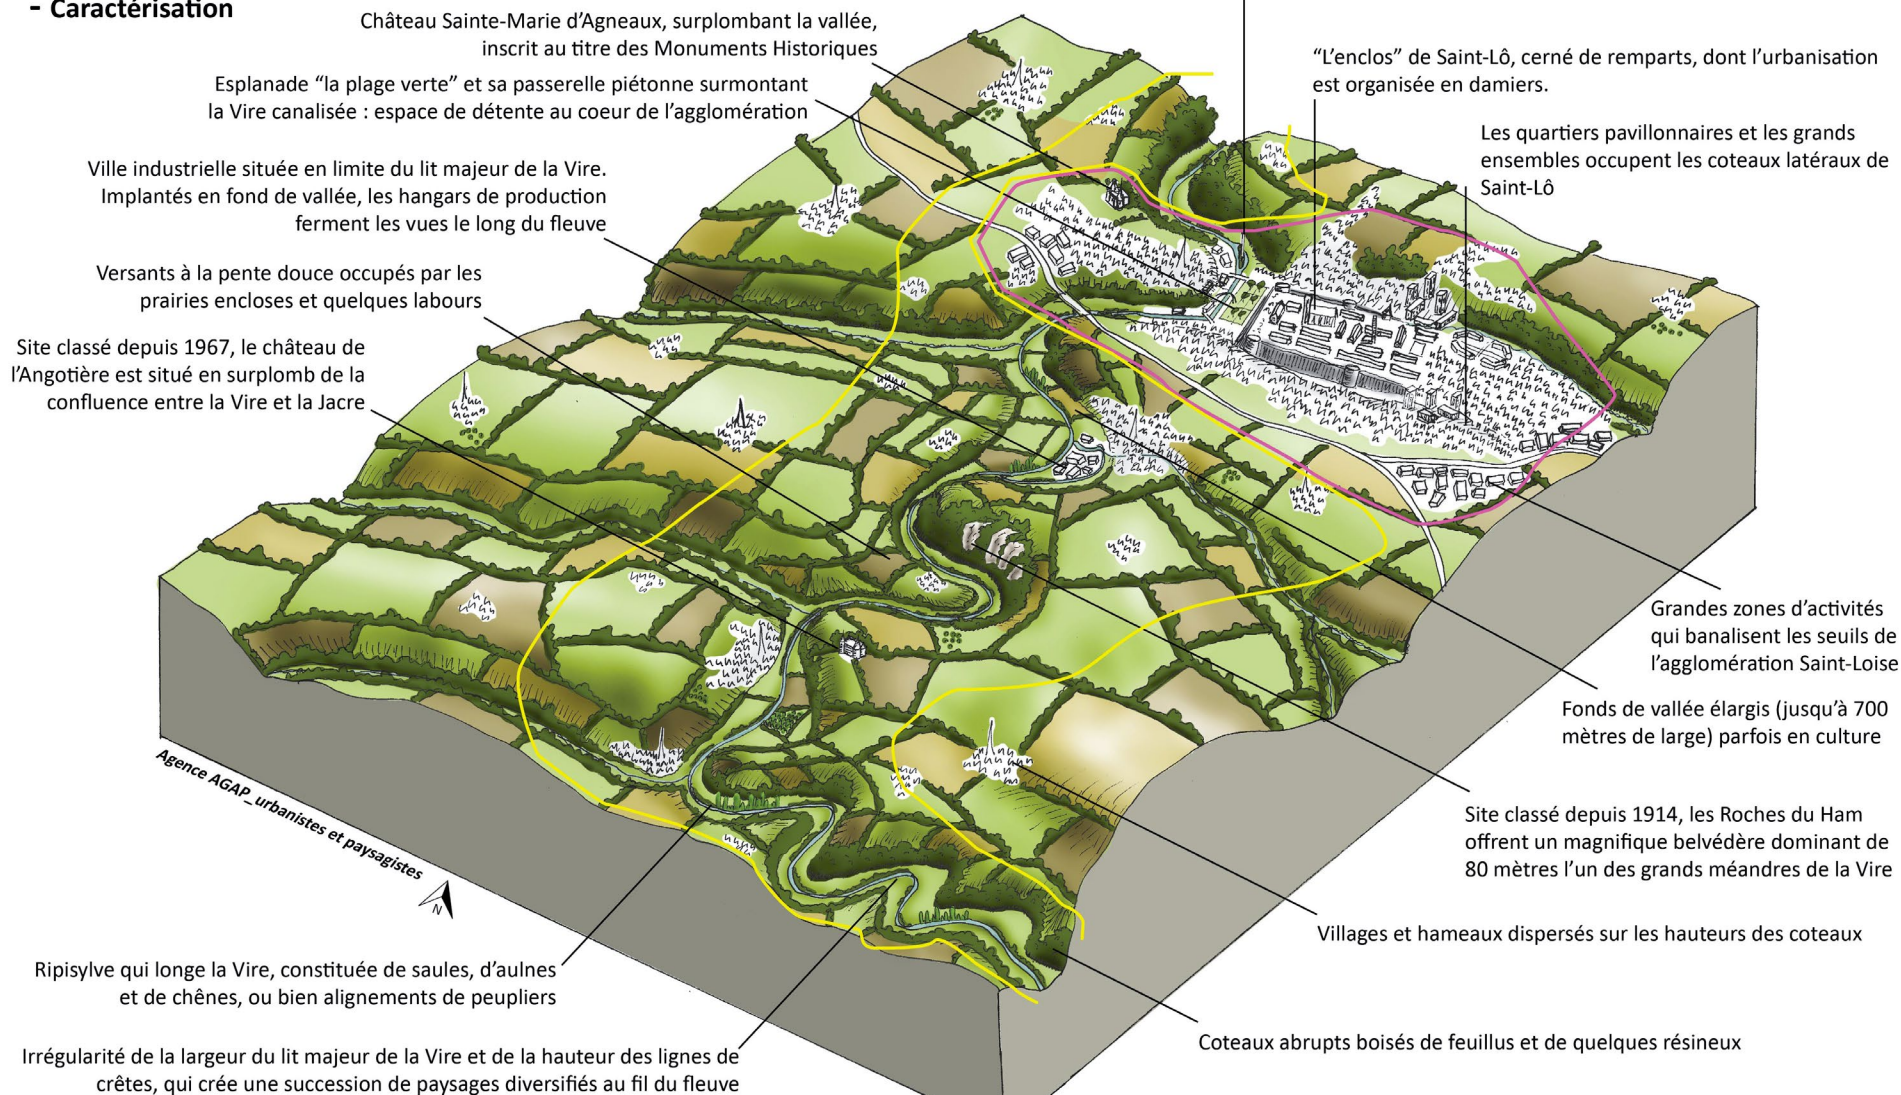 - Caractérisation
Château Sainte-Marie d’Agneaux, surplombant la vallée,
inscrit au titre des Monuments Historiques
Esplanade “la plage verte” et sa passerelle piétonne surmontant
la Vire canalisée : espace de détente au coeur de l’agglomération
Ville industrielle située en limite du lit majeur de la Vire.
Implantés en fond de vallée, les hangars de production
ferment les vues le long du fleuve
Versants à la pente douce occupés par les
prairies encloses et quelques labours
Site classé depuis 1967, le château de
l’Angotière est situé en surplomb de la
confluence entre la Vire et la Jacre
“L’enclos” de Saint-Lô, cerné de remparts, dont l’urbanisation
est organisée en damiers.
Les quartiers pavillonnaires et les grands
ensembles occupent les coteaux latéraux de
Saint-Lô
Grandes zones d’activités
qui banalisent les seuils de
l’agglomération Saint-Loise
Fonds de vallée élargis (jusqu’à 700
mètres de large) parfois en culture
Site classé depuis 1914, les Roches du Ham
offrent un magnifique belvédère dominant de
80 mètres l’un des grands méandres de la Vire
Villages et hameaux dispersés sur les hauteurs des coteaux
Coteaux abrupts boisés de feuillus et de quelques résineux
Agence AGAP_urbanistes et paysagistes
N
Ripisylve qui longe la Vire, constituée de saules, d’aulnes
et de chênes, ou bien alignements de peupliers
Irrégularité de la largeur du lit majeur de la Vire et de la hauteur des lignes de
crêtes, qui crée une succession de paysages diversifiés au fil du fleuve